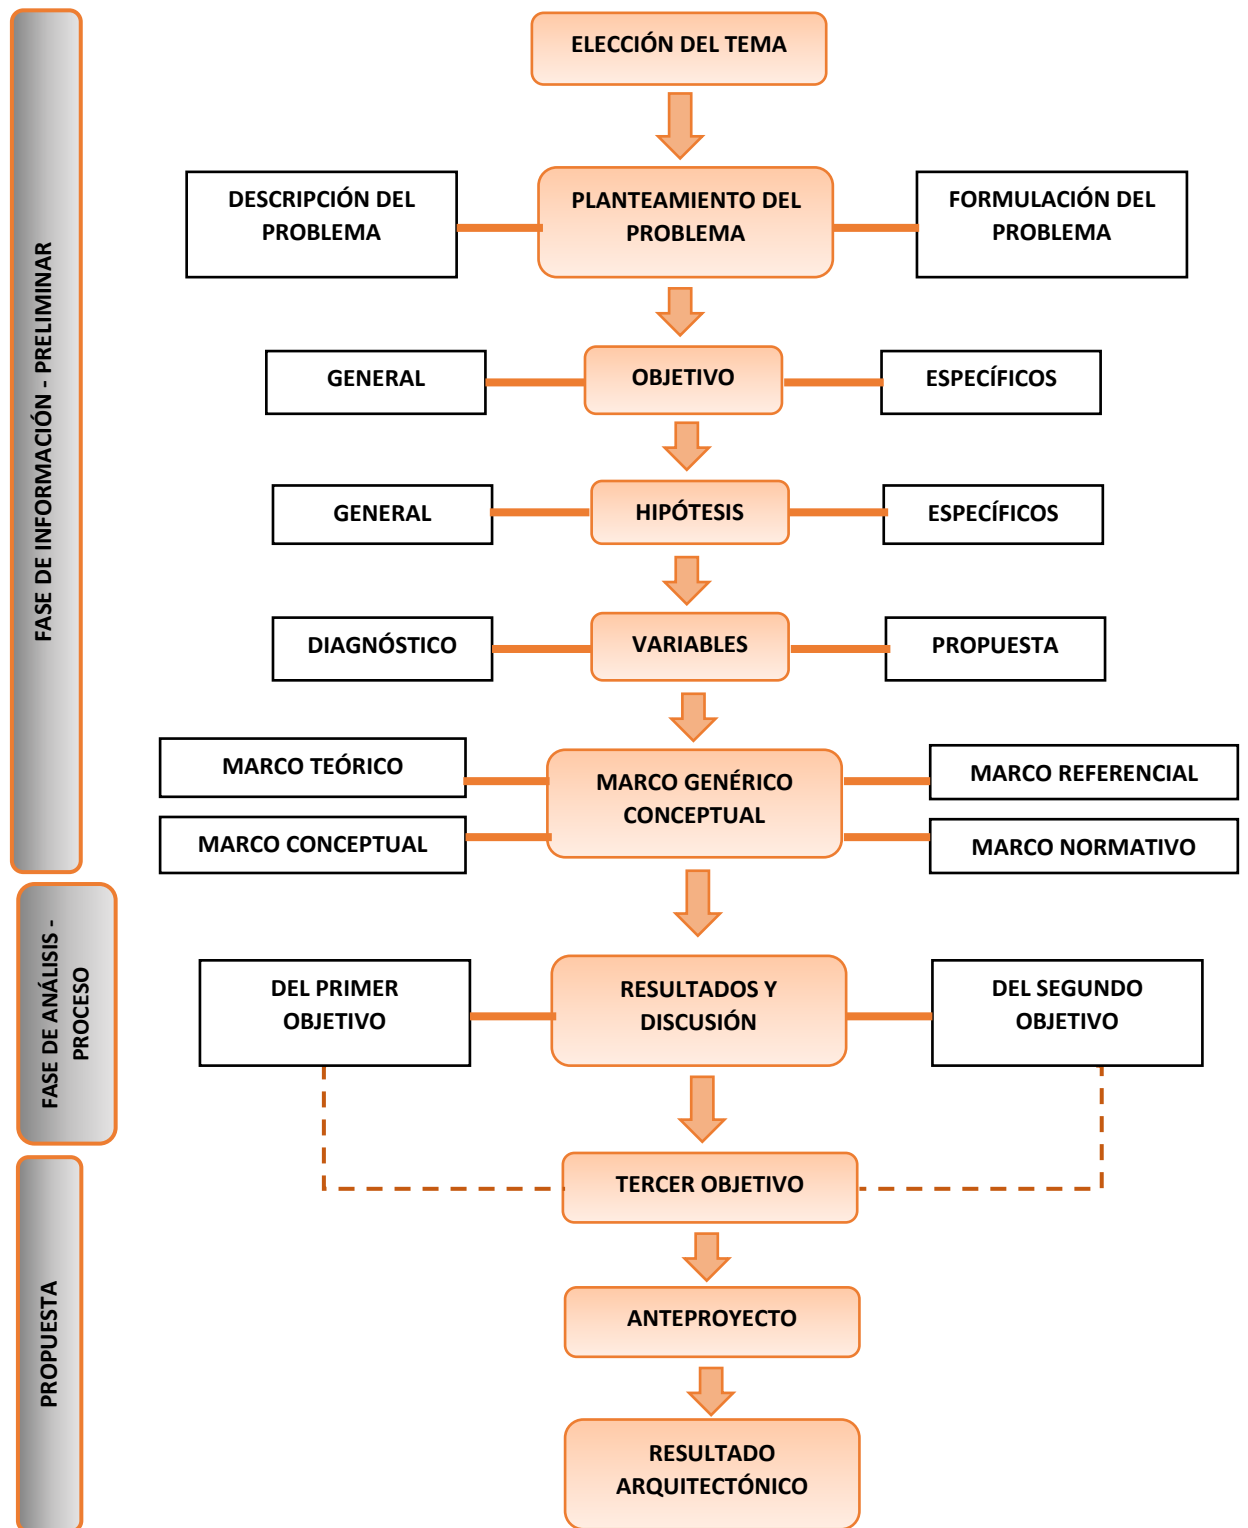 FASE DE INFORMACIÓN - PRELIMINAR
ELECCIÓN DEL TEMA
DESCRIPCIÓN DEL
PROBLEMA
PLANTEAMIENTO DEL
PROBLEMA
FORMULACIÓN DEL
PROBLEMA
GENERAL
OBJETIVO
ESPECÍFICOS
GENERAL
HIPÓTESIS
ESPECÍFICOS
DIAGNÓSTICO
VARIABLES
PROPUESTA
MARCO TEÓRICO
MARCO CONCEPTUAL
MARCO GENÉRICO
CONCEPTUAL
MARCO REFERENCIAL
MARCO NORMATIVO
FASE DE ANÁLISIS -
PROCESO
DEL PRIMER
OBJETIVO
RESULTADOS Y
DISCUSIÓN
DEL SEGUNDO
OBJETIVO
PROPUESTA
TERCER OBJETIVO
ANTEPROYECTO
RESULTADO
ARQUITECTÓNICO